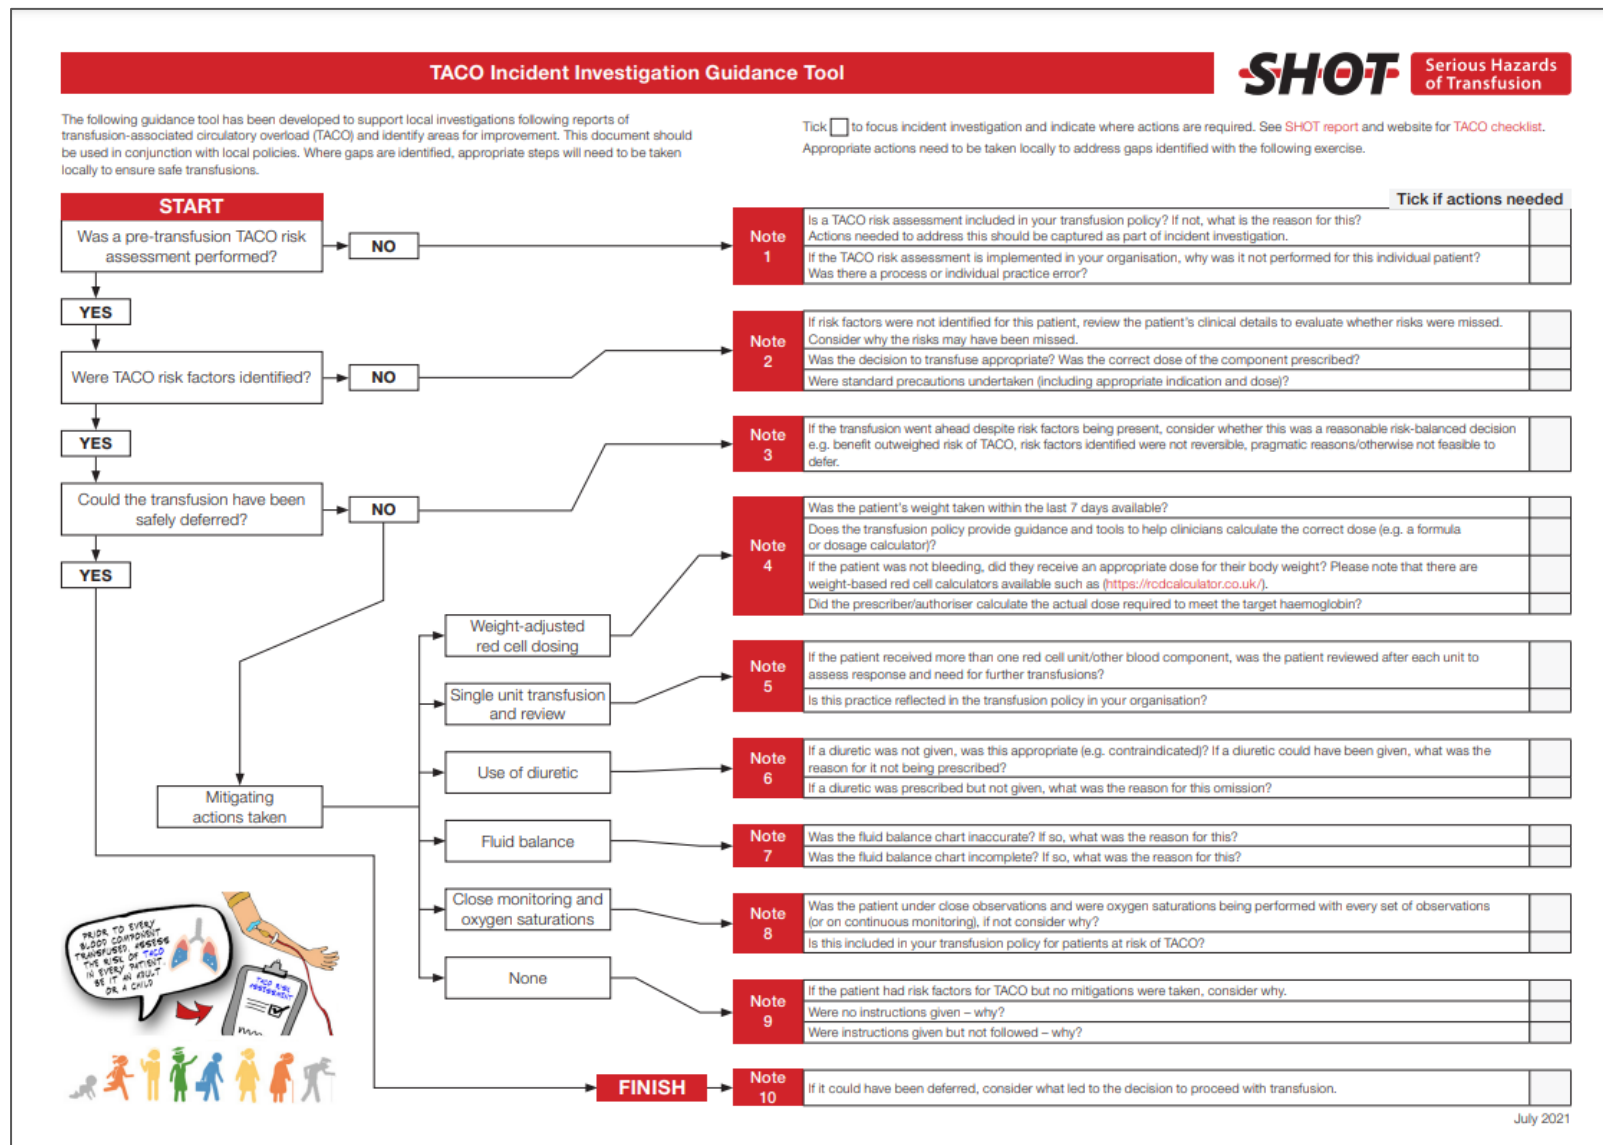 TACO Incident Investigation Guidance Tool
SHOT
Serious Hazards
of Transfusion
The following guidance tool has been developed to support local investigations following reports of
transfusion-associated circulatory overload (TACO) and identify areas for improvement. This document should
be used in conjunction with local policies. Where gaps are identified, appropriate steps will need to be taken
locally to ensure safe transfusions.
Tick to focus incident investigation and indicate where actions are required. See SHOT report and website for TACO checklist.
Appropriate actions need to be taken locally to address gaps identified with the following exercise.
START
Was a pre-transfusion TACO risk
assessment performed?
NO
YES
Were TACO risk factors identified?
NO
YES
Could the transfusion have been
safely deferred?
NO
YES
Mitigating
actions taken
Weight-adjusted
red cell dosing
Single unit transfusion
and review
Use of diuretic
Fluid balance
Close monitoring and
oxygen saturations
None
FINISH
Tick if actions needed
Note
1
Is a TACO risk assessment included in your transfusion policy? If not, what is the reason for this?
Actions needed to address this should be captured as part of incident investigation.
If the TACO risk assessment is implemented in your organisation, why was it not performed for this individual patient?
Was there a process or individual practice error?
Note
2
If risk factors were not identified for this patient, review the patient's clinical details to evaluate whether risks were missed.
Consider why the risks may have been missed.
Was the decision to transfuse appropriate? Was the correct dose of the component prescribed?
Were standard precautions undertaken (including appropriate indication and dose)?
Note
3
If the transfusion went ahead despite risk factors being present, consider whether this was a reasonable risk-balanced decision
e.g. benefit outweighed risk of TACO, risk factors identified were not reversible, pragmatic reasons/otherwise not feasible to
defer.
Note
4
Was the patient's weight taken within the last 7 days available?
Does the transfusion policy provide guidance and tools to help clinicians calculate the correct dose (e.g. a formula
or dosage calculator)?
If the patient was not bleeding, did they receive an appropriate dose for their body weight? Please note that there are
weight-based red cell calculators available such as (https://rcdcalculator.co.uk/).
Did the prescriber/authoriser calculate the actual dose required to meet the target haemoglobin?
Note
5
If the patient received more than one red cell unit/other blood component, was the patient reviewed after each unit to
assess response and need for further transfusions?
Is this practice reflected in the transfusion policy in your organisation?
Note
6
If a diuretic was not given, was this appropriate (e.g. contraindicated)? If a diuretic could have been given, what was the
reason for it not being prescribed?
If a diuretic was prescribed but not given, what was the reason for this omission?
Note
7
Was the fluid balance chart inaccurate? If so, what was the reason for this?
Was the fluid balance chart incomplete? If so, what was the reason for this?
Note
8
Was the patient under close observations and were oxygen saturations being performed with every set of observations
(or on continuous monitoring), if not consider why?
Is this included in your transfusion policy for patients at risk of TACO?
Note
9
If the patient had risk factors for TACO but no mitigations were taken, consider why.
Were no instructions given – why?
Were instructions given but not followed – why?
Note
10
If it could have been deferred, consider what led to the decision to proceed with transfusion.
PRIOR TO EVERY
BLOOD COMPONENT
TRANSFUSED, ASSESS
THE RISK OF TACO
IN EVERY PATIENT,
BE IT AN ADULT
OR A CHILD
TACO RISK
ASSESSMENT
July 2021